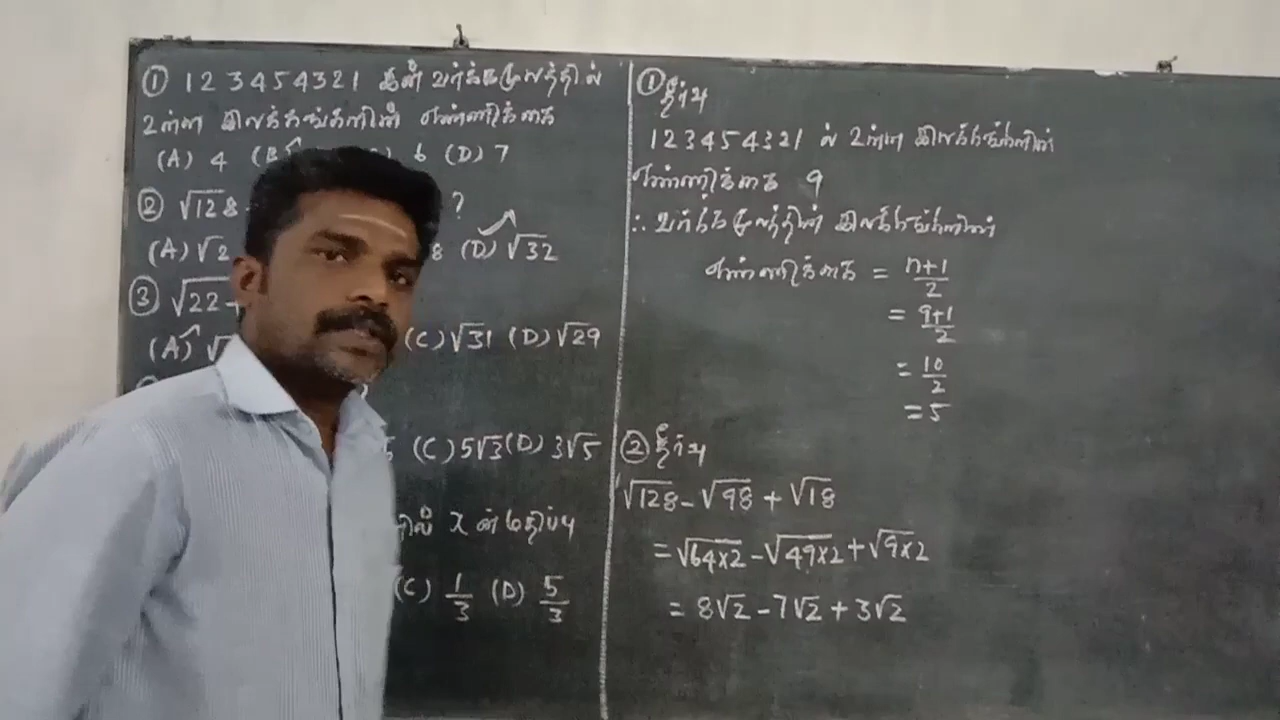 ① 123454321 இன் வர்க்கமூலத்தில்
உள்ள இலக்கங்களின் எண்ணிக்கை
(A) 4 (B 6 (D) 7
② √128 ?
(A) √2 8 (D) √32
③ √22+
(A) √ (C) √31 (D) √29
(C) 5√3 (D) 3√5
ில் x ன் மதிப்பு
(C) 1/3 (D) 5/3
① தீர்வு
123454321 ல் உள்ள இலக்கங்களின்
எண்ணிக்கை 9
∴ வர்க்கமூலத்தின் இலக்கங்களின்
எண்ணிக்கை = n+1/2
= 9+1/2
= 10/2
= 5
② தீர்வு
√128 - √98 + √18
= √64×2 - √49×2 + √9×2
= 8√2 - 7√2 + 3√2